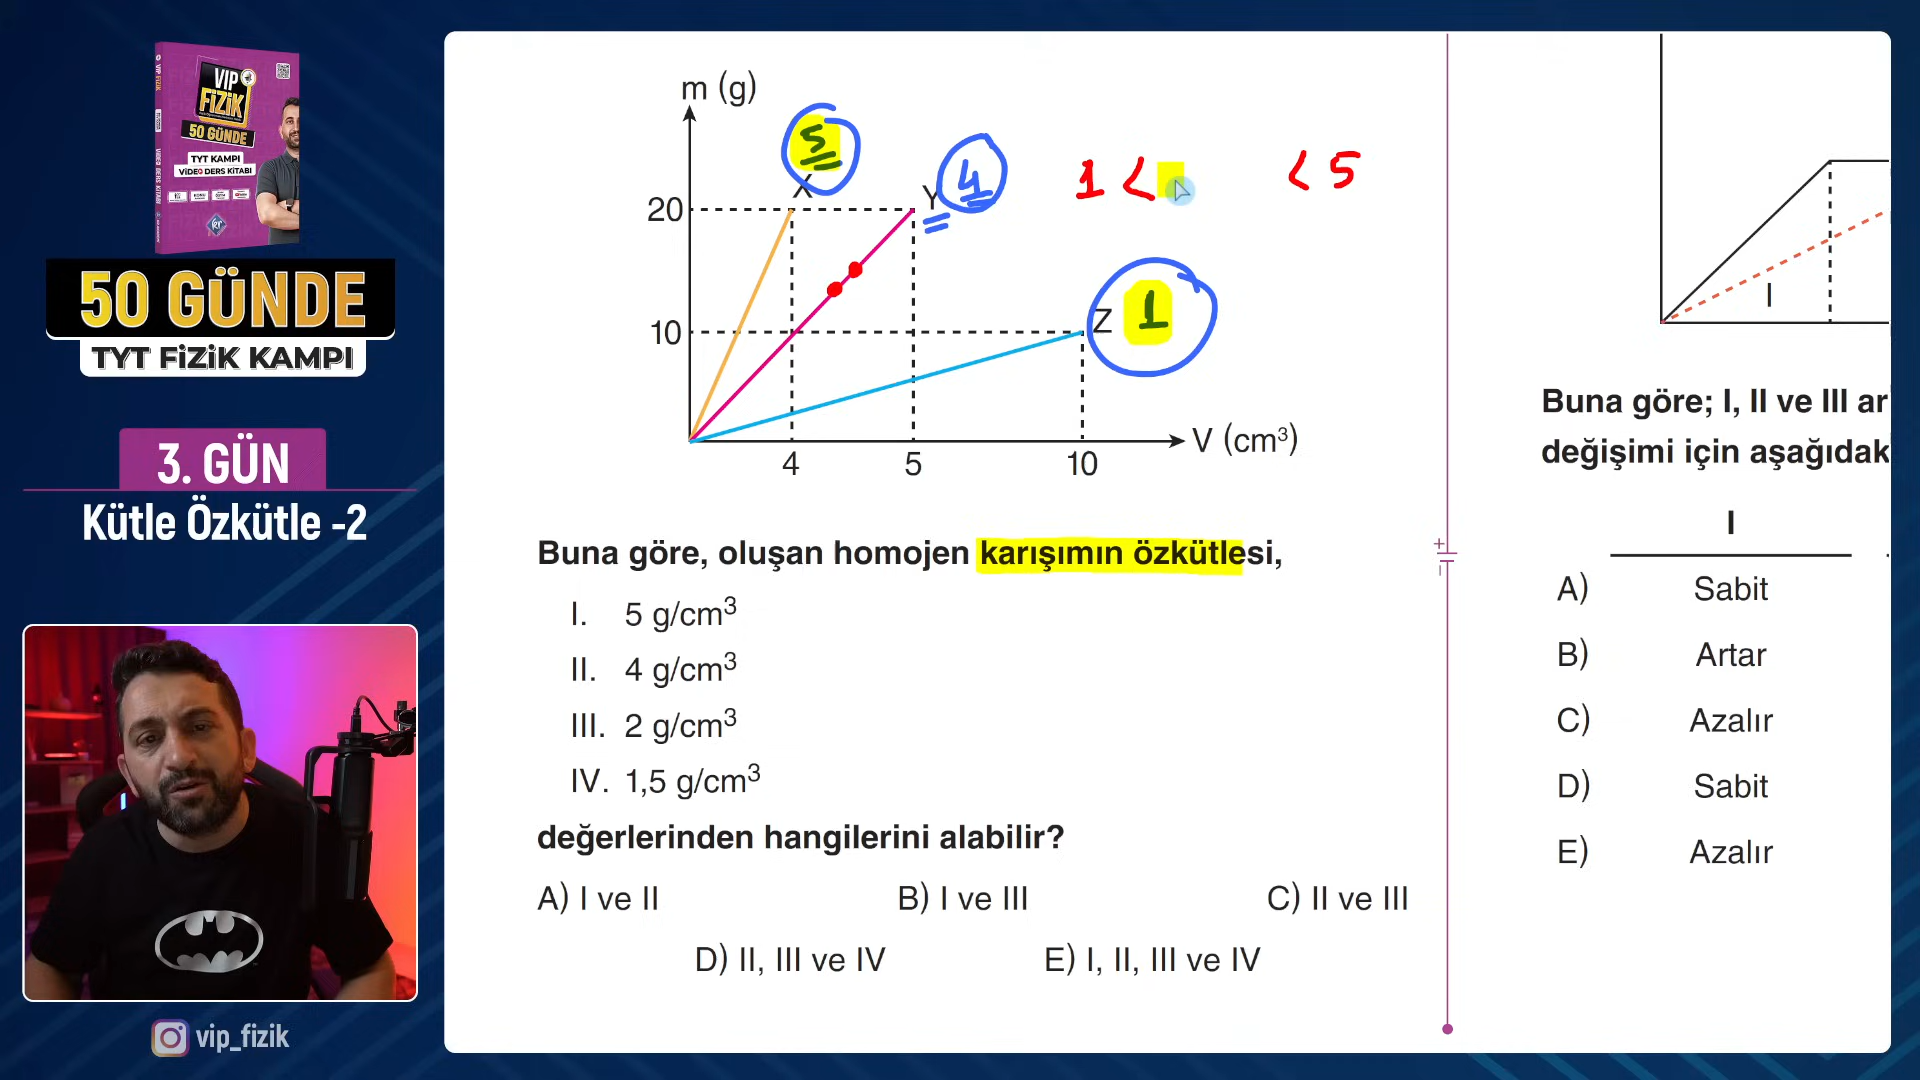 VIP
FİZİK
50 GÜNDE
TYT KAMPI
VİDEO DERS KİTABI
50 GÜNDE
TYT FİZİK KAMPI
3. GÜN
Kütle Özkütle -2
vip_fizik
m (g)
5
4
X
Y
20
10
Z
1
1 < < 5
V (cm³)
4 5 10
Buna göre, oluşan homojen karışımın özkütlesi,
I. 5 g/cm³
II. 4 g/cm³
III. 2 g/cm³
IV. 1,5 g/cm³
değerlerinden hangilerini alabilir?
A) I ve II B) I ve III C) II ve III
D) II, III ve IV E) I, II, III ve IV
I
Buna göre; I, II ve III ar
değişimi için aşağıdak
I
A) Sabit
B) Artar
C) Azalır
D) Sabit
E) Azalır